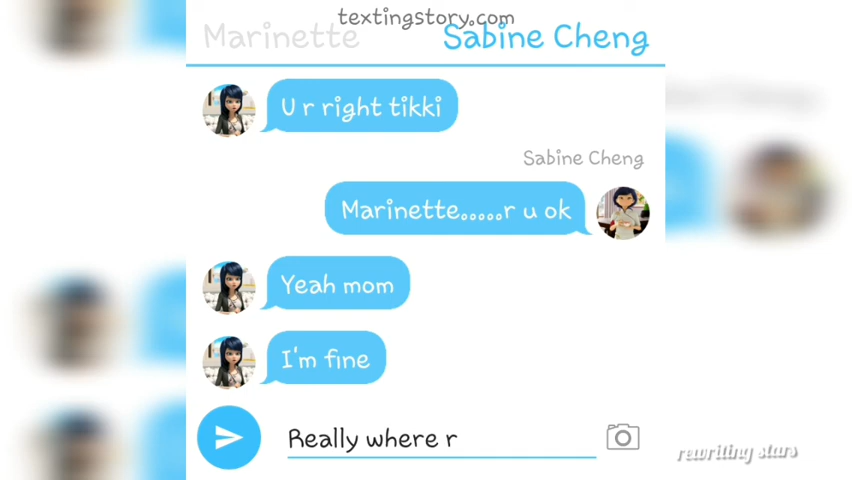 textingstory.com
Marinette
Sabine Cheng
U r right tikki
Sabine Cheng
Marinette.....r u ok
Yeah mom
I'm fine
Really where r
rewriting stars